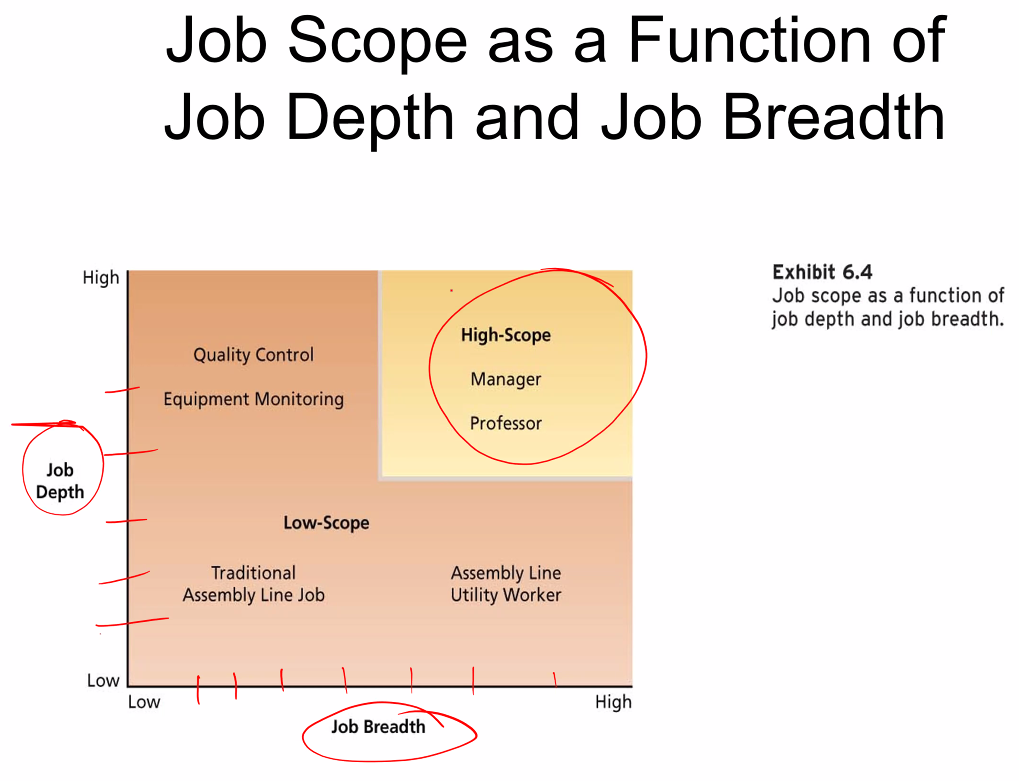 Job Scope as a Function of
Job Depth and Job Breadth
Exhibit 6.4
Job scope as a function of
job depth and job breadth.
High
High-Scope
Quality Control
Manager
Equipment Monitoring
Professor
Job
Depth
Low-Scope
Traditional
Assembly Line Job
Assembly Line
Utility Worker
Low
Low
High
Job Breadth